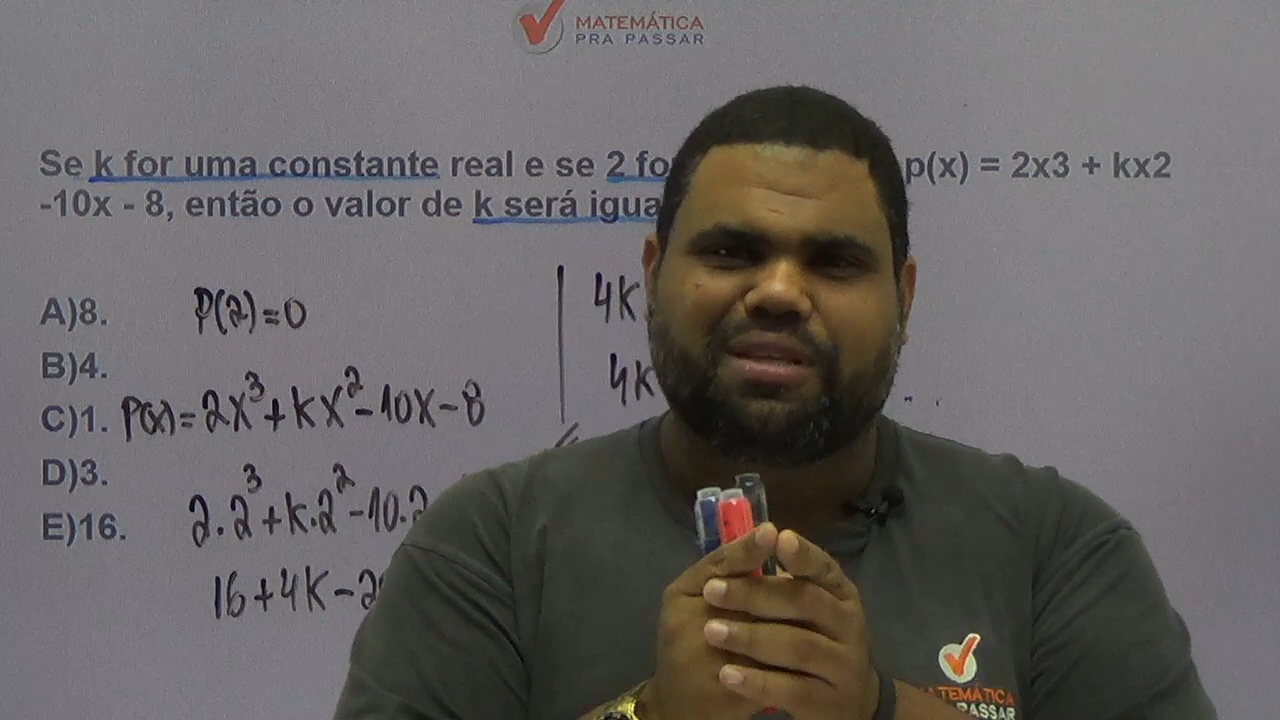 MATEMÁTICA
PRA PASSAR
Se k for uma constante real e se 2 p(x) = 2x3 + kx2
-10x - 8, então o valor de k será
A)8.
B)4.
C)1.
D)3.
E)16.
P(2)=0
P(x)=2x³+kx²-10x-8
2.2³+k.2²-10.2
16+4k-2
4k
4k
MATEMÁTICA
PASSAR